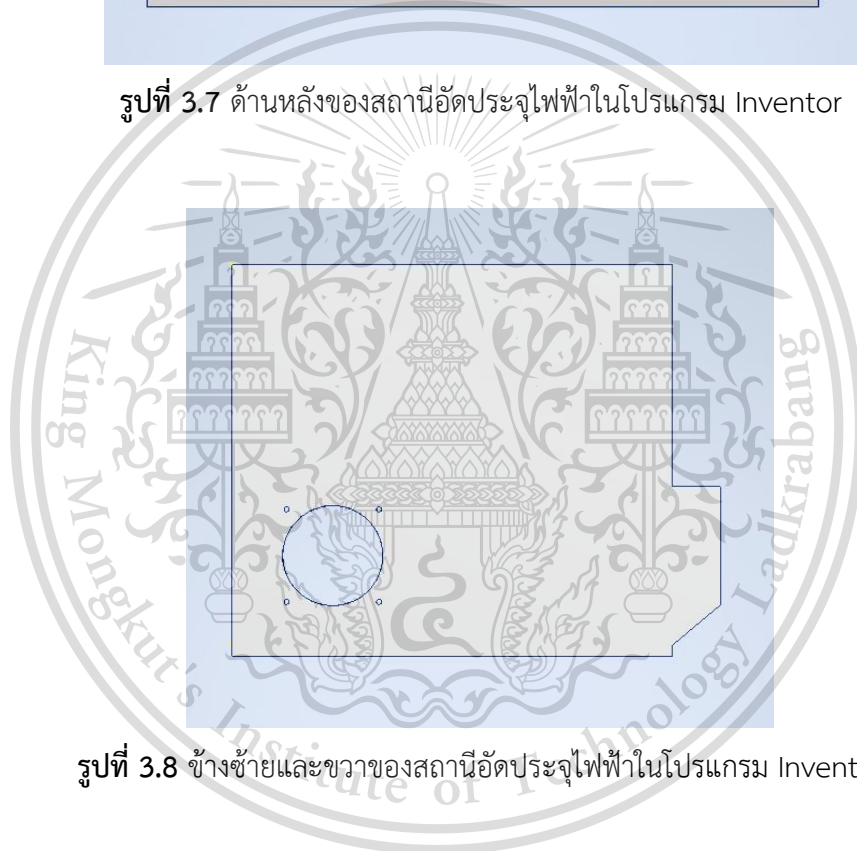 รูปที่ 3.7 ด้านหลังของสถานีอัดประจุไฟฟ้าในโปรแกรม Inventor
King Mongkut's Institute of Technology Ladkrabang
รูปที่ 3.8 ข้างซ้ายและขวาของสถานีอัดประจุไฟฟ้าในโปรแกรม Invent